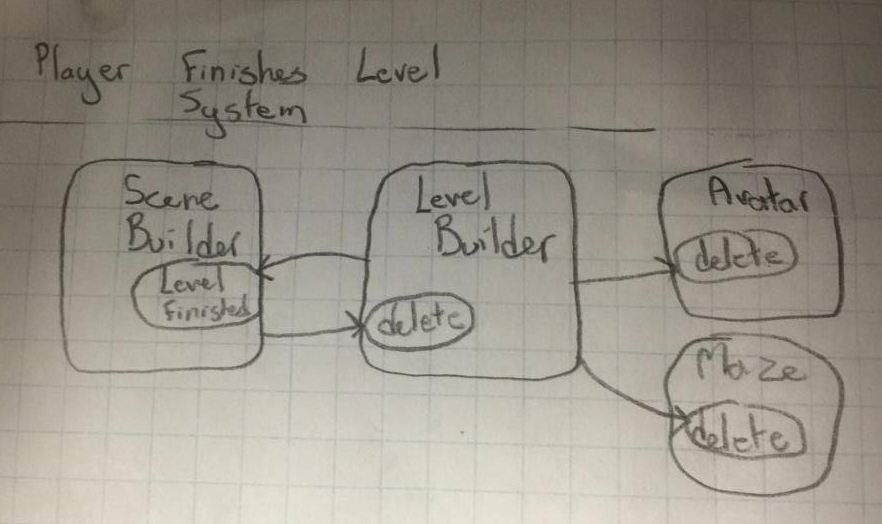 Player Finishes Level
System
Scene
Builder
Level
finished
Level
Builder
delete
Avatar
delete
Maze
delete